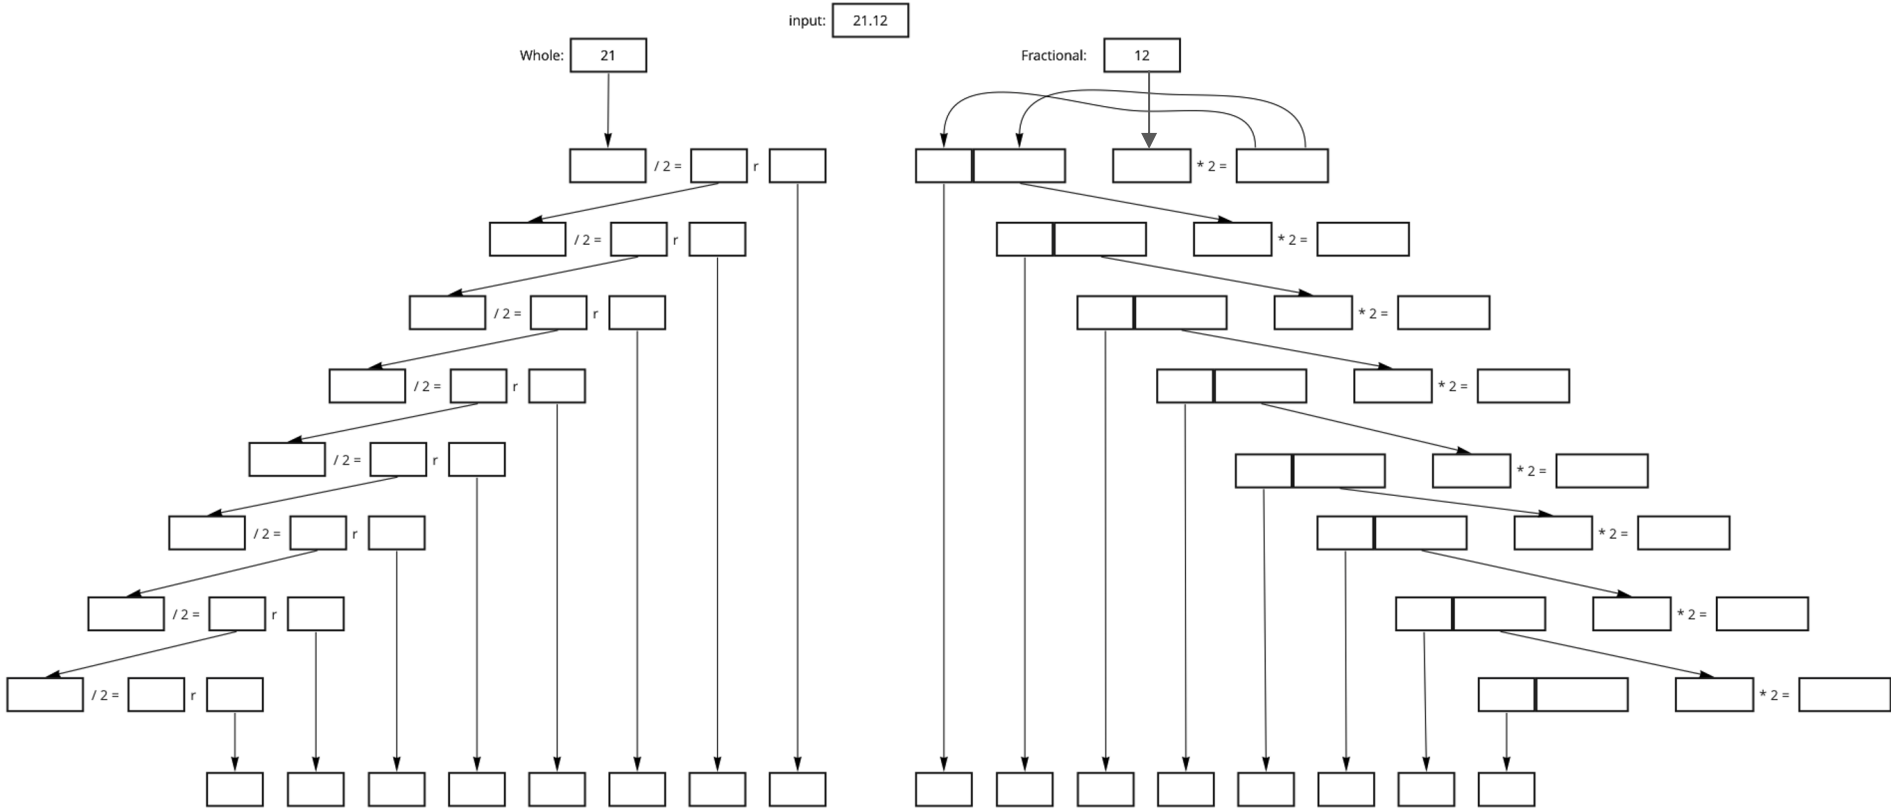 input: 21.12
Whole: 21 Fractional: 12
/ 2 = r * 2 =
/ 2 = r * 2 =
/ 2 = r * 2 =
/ 2 = r * 2 =
/ 2 = r * 2 =
/ 2 = r * 2 =
/ 2 = r * 2 =
/ 2 = r * 2 =